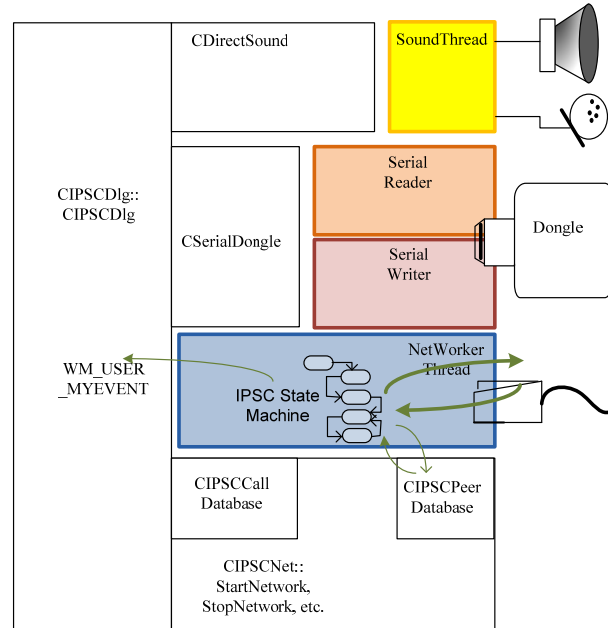 CDirectSound
SoundThread
CIPSCDlg::
CIPSCDlg
Serial
Reader
CSerialDongle
Serial
Writer
Dongle
WM_USER
_MYEVENT
NetWorker
Thread
IPSC State
Machine
CIPSCCall
Database
CIPSCPeer
Database
CIPSCNet::
StartNetwork,
StopNetwork, etc.